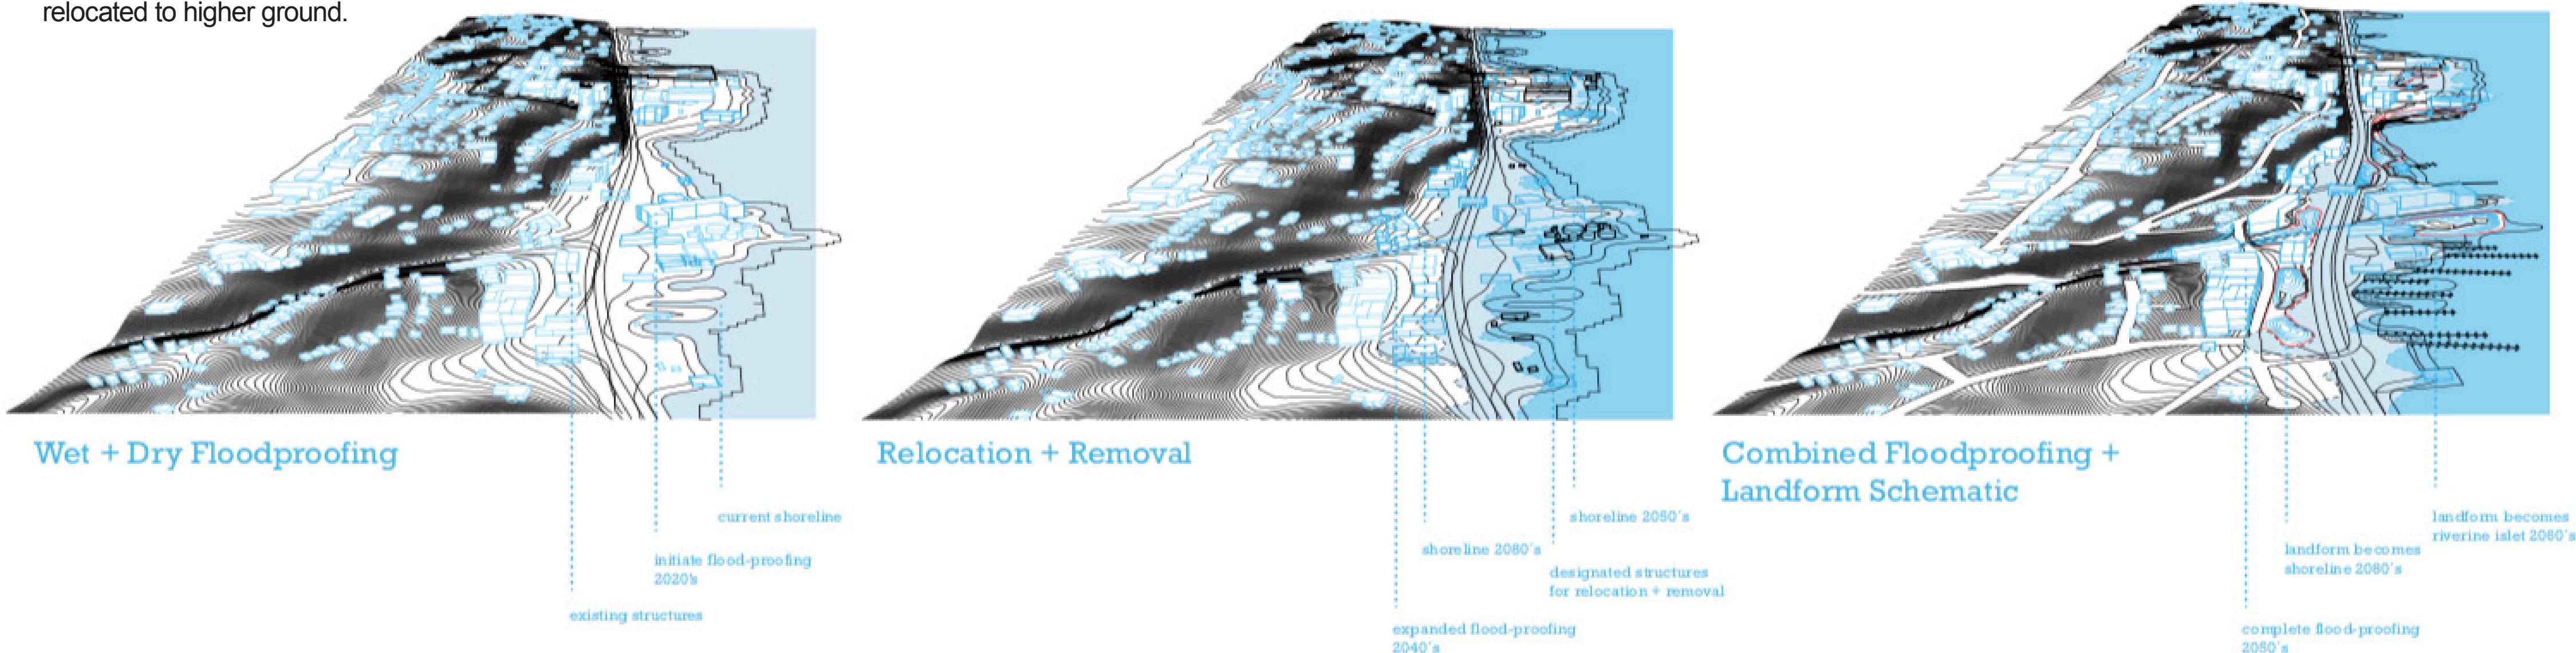 relocated to higher ground.
Wet + Dry Floodproofing
current shoreline
initiate flood-proofing
2020's
existing structures
Relocation + Removal
shoreline 2050's
shoreline 2080's
designated structures
for relocation + removal
expanded flood-proofing
2040's
Combined Floodproofing +
Landform Schematic
landform becomes
riverine islet 2060's
landform becomes
shoreline 2080's
complete flood-proofing
2050's